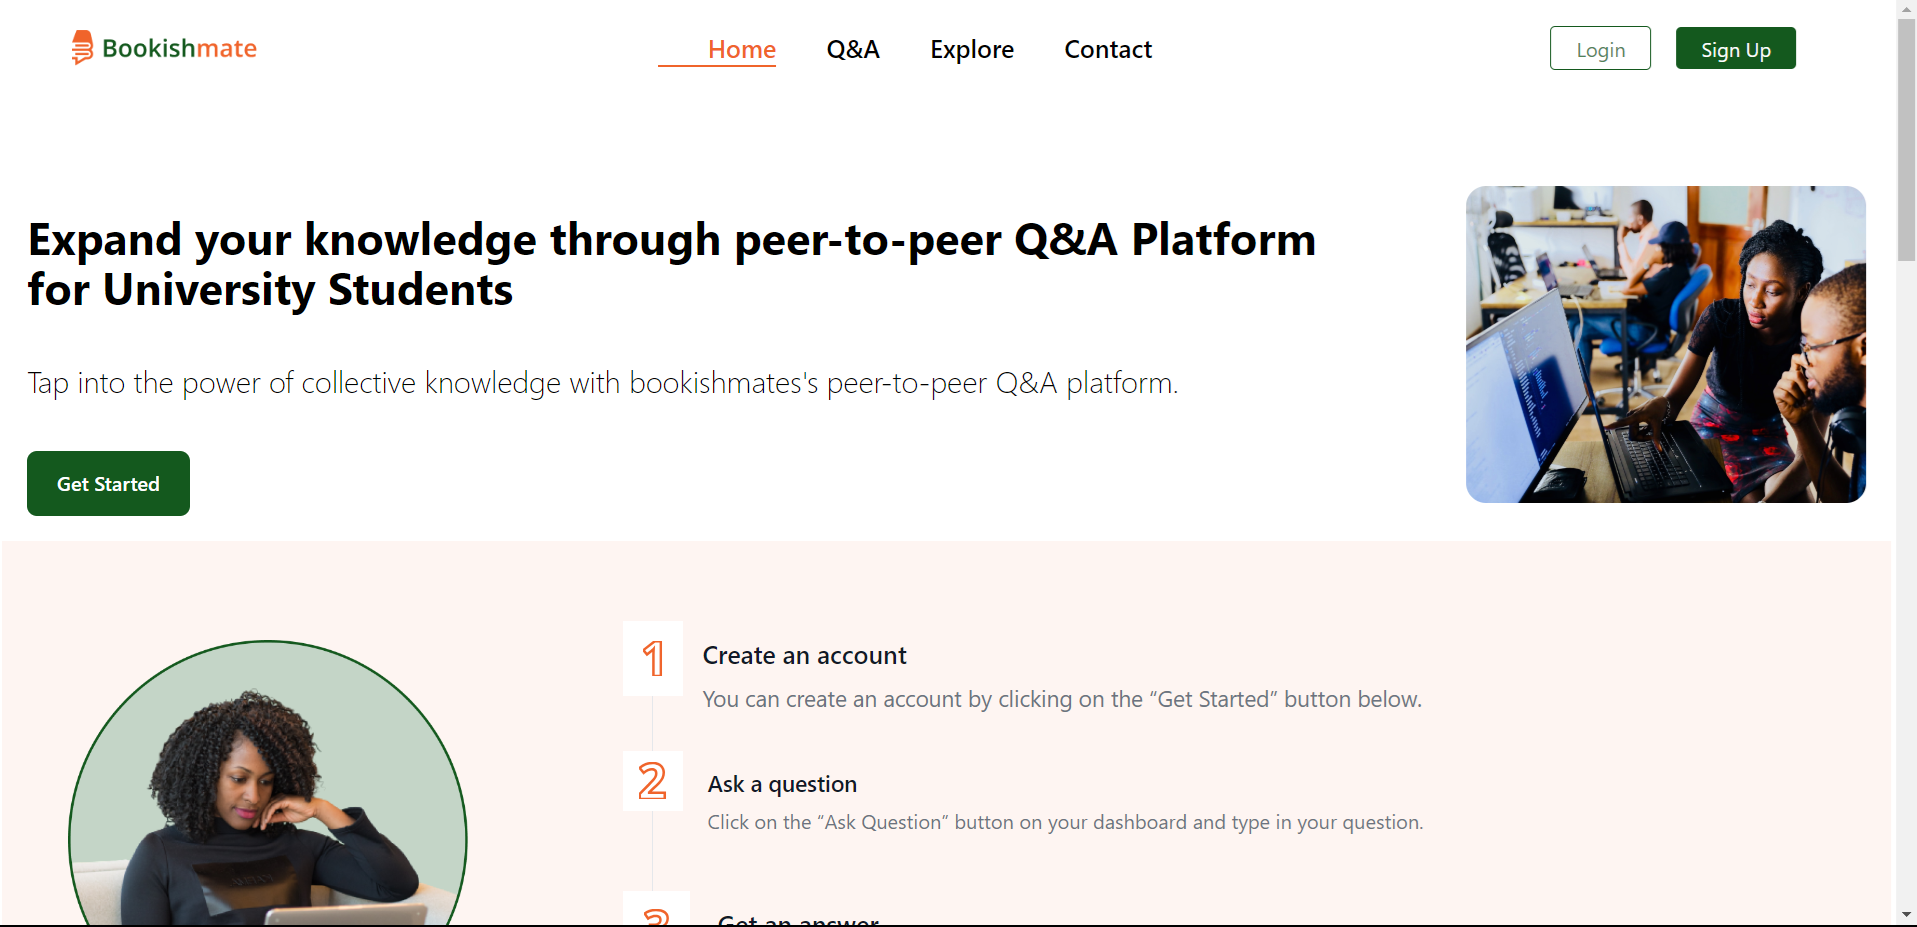 Bookishmate
Home Q&A Explore Contact
Login Sign Up
Expand your knowledge through peer-to-peer Q&A Platform
for University Students
Tap into the power of collective knowledge with bookishmates's peer-to-peer Q&A platform.
Get Started
1
Create an account
You can create an account by clicking on the “Get Started” button below.
2
Ask a question
Click on the “Ask Question” button on your dashboard and type in your question.
3
Get an answer